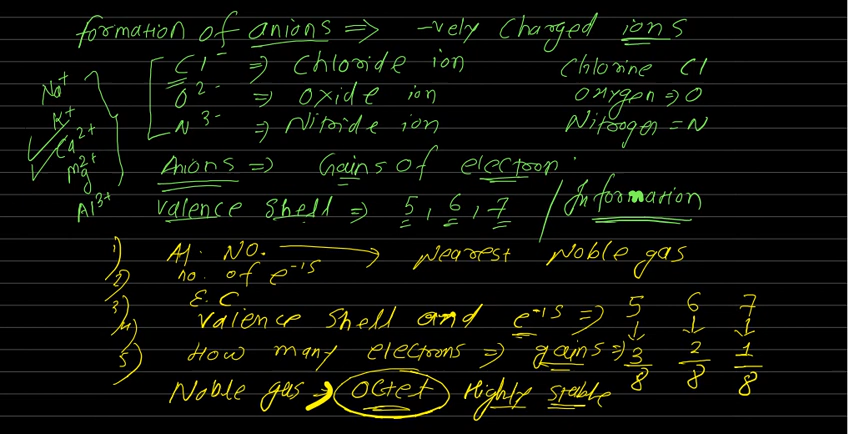 formation of anions => -vely charged ions
Cl⁻ => Chloride ion Chlorine Cl
O²⁻ => Oxide ion Oxygen => O
N³⁻ => Nitride ion Nitrogen = N
Na⁺
K⁺
Ca²⁺
Mg²⁺
Al³⁺
Anions => Gains of electron.
Valence shell => 5, 6, 7 / Information
1) At. NO. → Nearest Noble gas
2) no. of e⁻¹s
3) E.C
4) Valence shell and e⁻¹s => 5 6 7
↓ ↓ ↓
5) How many electrons => gains => 3/8 2/8 1/8
Noble gas → Octet Highly stable